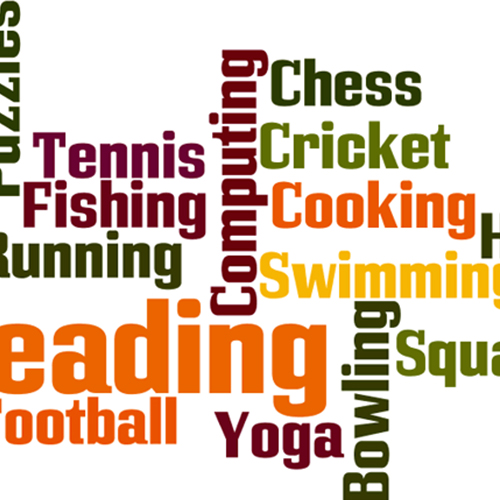 Puzzles
Computing
Chess
Tennis
Cricket
Fishing
Cooking
Running
Swimming
eading
Bowling
Squa
Football
Yoga